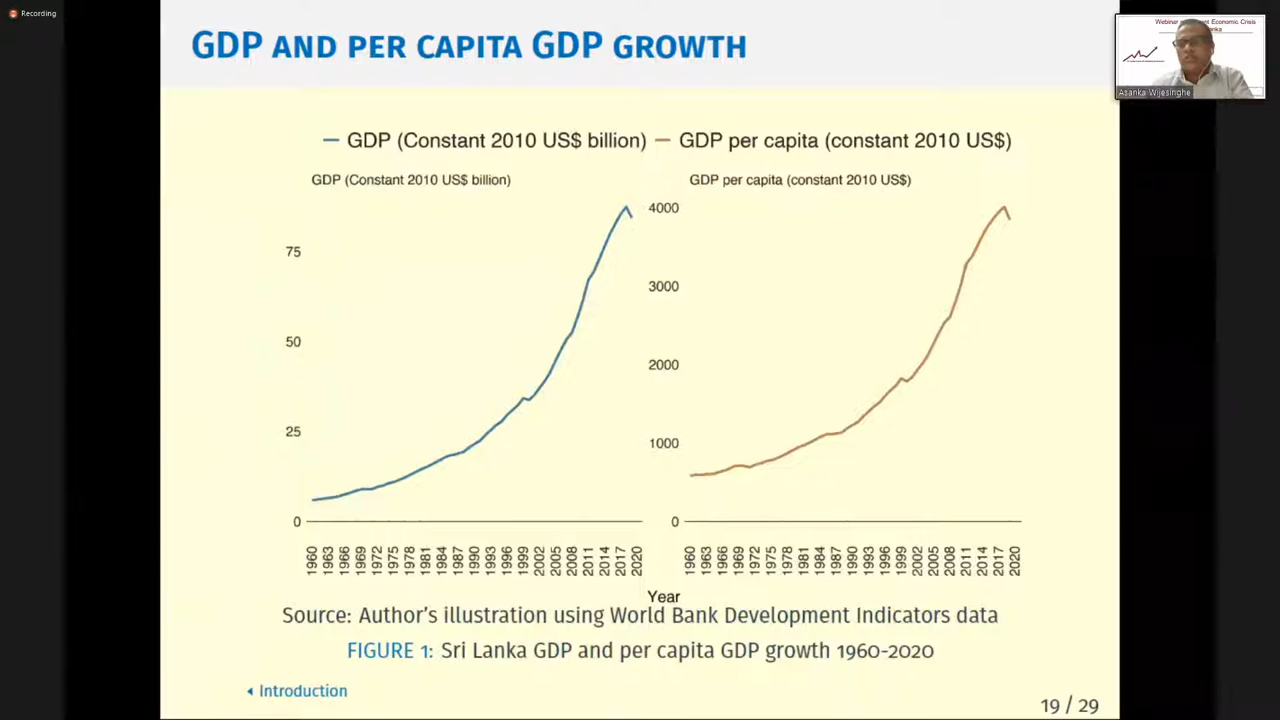 Recording
GDP AND PER CAPITA GDP GROWTH
Webinar
Economic Crisis
Asanka Wijesinghe
GDP (Constant 2010 US$ billion)
GDP per capita (constant 2010 US$)
GDP (Constant 2010 US$ billion)
75
50
25
0
1960 1963 1966 1969 1972 1975 1978 1981 1984 1987 1990 1993 1996 1999 2002 2005 2008 2011 2014 2017 2020
GDP per capita (constant 2010 US$)
4000
3000
2000
1000
0
1960 1963 1966 1969 1972 1975 1978 1981 1984 1987 1990 1993 1996 1999 2002 2005 2008 2011 2014 2017 2020
Year
Source: Author's illustration using World Bank Development Indicators data
FIGURE 1: Sri Lanka GDP and per capita GDP growth 1960-2020
Introduction
19 / 29